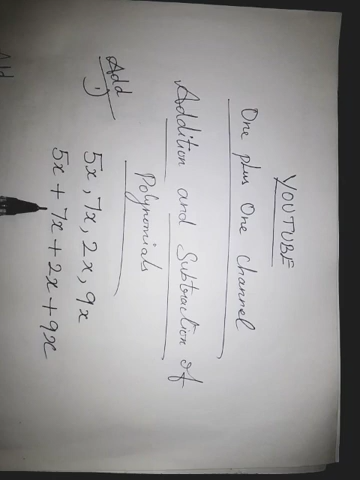 YOUTUBE
One plus One channel
Addition and Subtraction of
Polynomials
Add
1) 5x, 7x, 2x, 9x
5x + 7x + 2x + 9x
Add